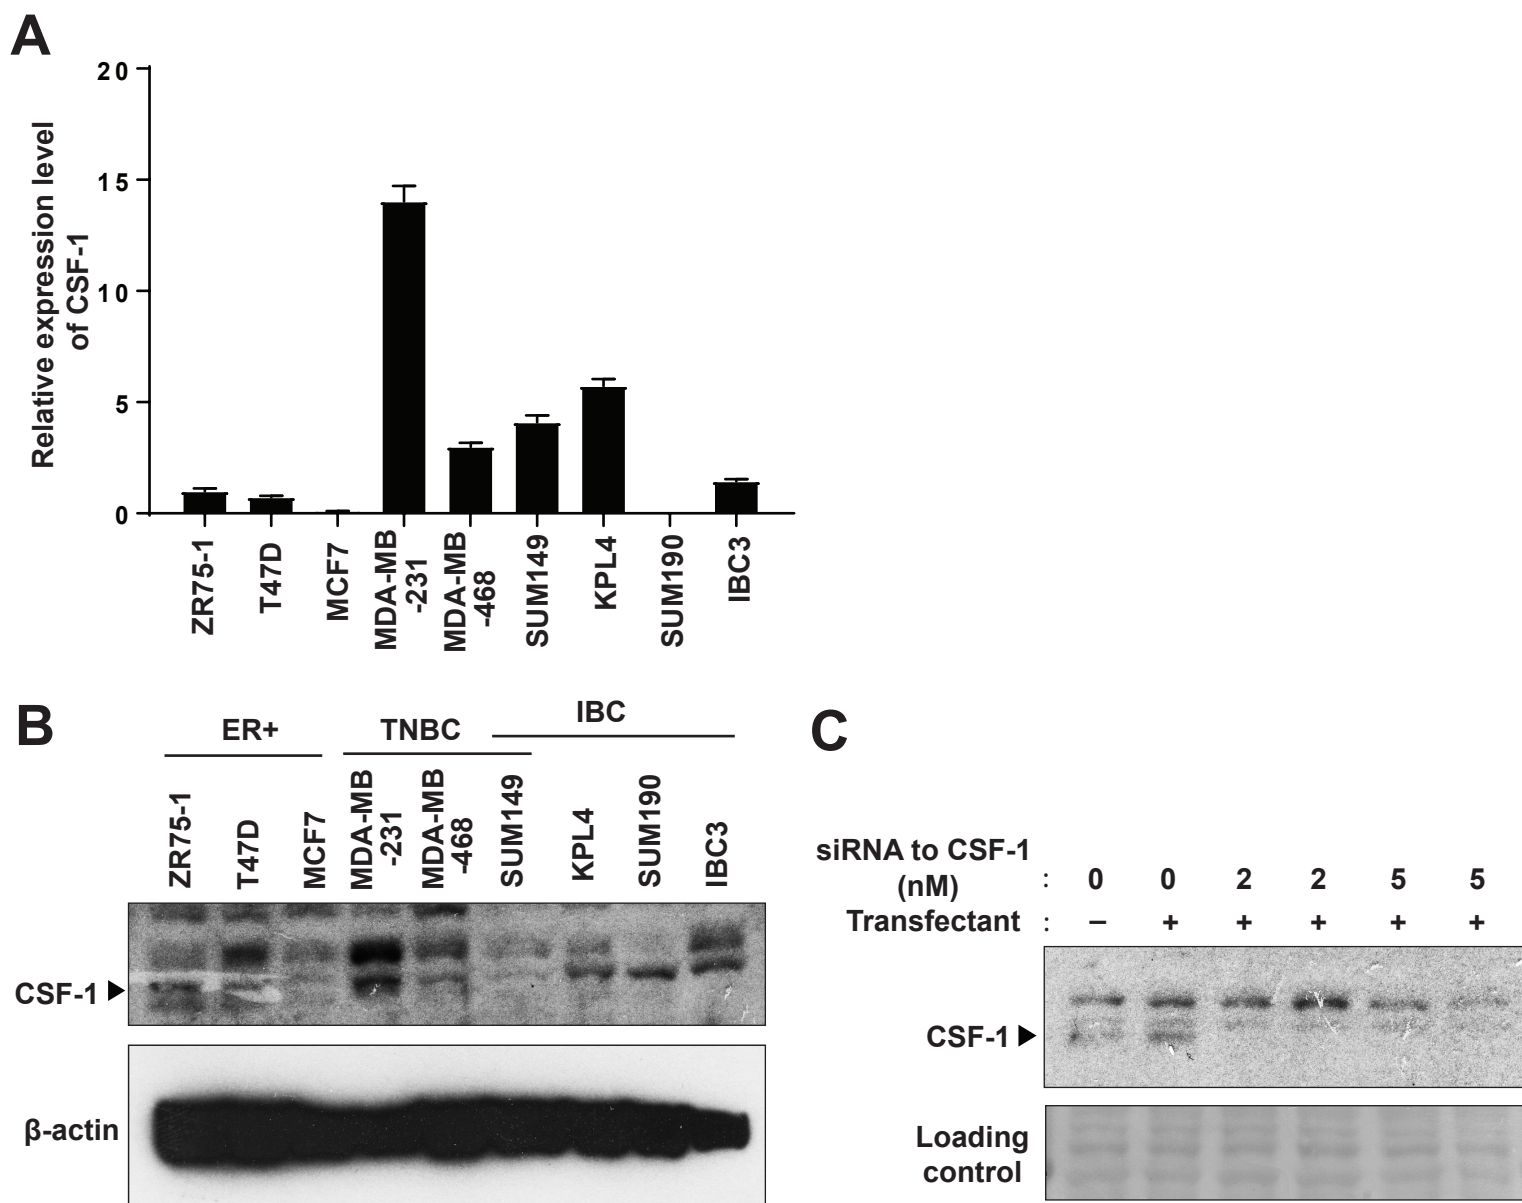 A
20
15
10
5
0
Relative expression level
of CSF-1
ZR75-1
T47D
MCF7
MDA-MB
-231
MDA-MB
-468
SUM149
KPL4
SUM190
IBC3
B
ER+
TNBC
IBC
ZR75-1
T47D
MCF7
MDA-MB
-231
MDA-MB
-468
SUM149
KPL4
SUM190
IBC3
CSF-1
β-actin
C
siRNA to CSF-1
(nM) : 0 0 2 2 5 5
Transfectant : – + + + + +
CSF-1
Loading
control